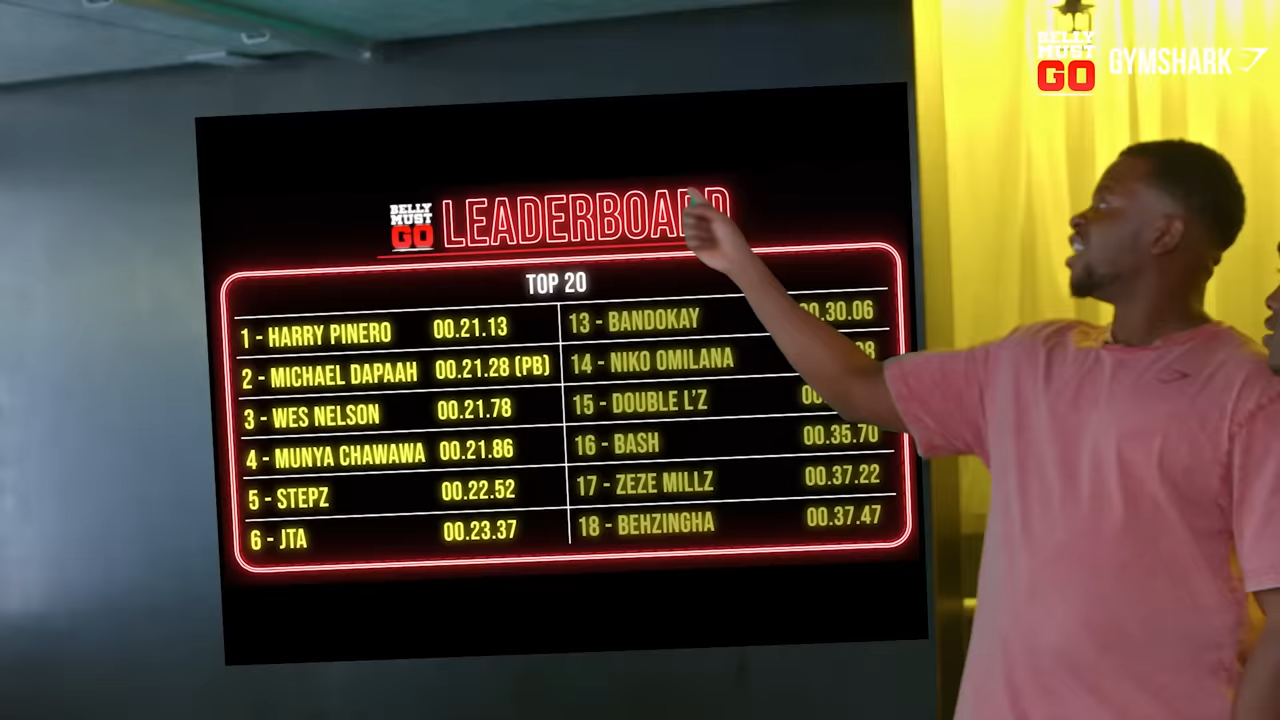 BELLY
MUST
GO
GYMSHARK
BELLY
MUST
GO
LEADERBOARD
TOP 20
1 - HARRY PINERO 00.21.13
2 - MICHAEL DAPAAH 00.21.28 (PB)
3 - WES NELSON 00.21.78
4 - MUNYA CHAWAWA 00.21.86
5 - STEPZ 00.22.52
6 - JTA 00.23.37
13 - BANDOKAY 00.30.06
14 - NIKO OMILANA
15 - DOUBLE L'Z
16 - BASH 00.35.70
17 - ZEZE MILLZ 00.37.22
18 - BEHZINGHA 00.37.47